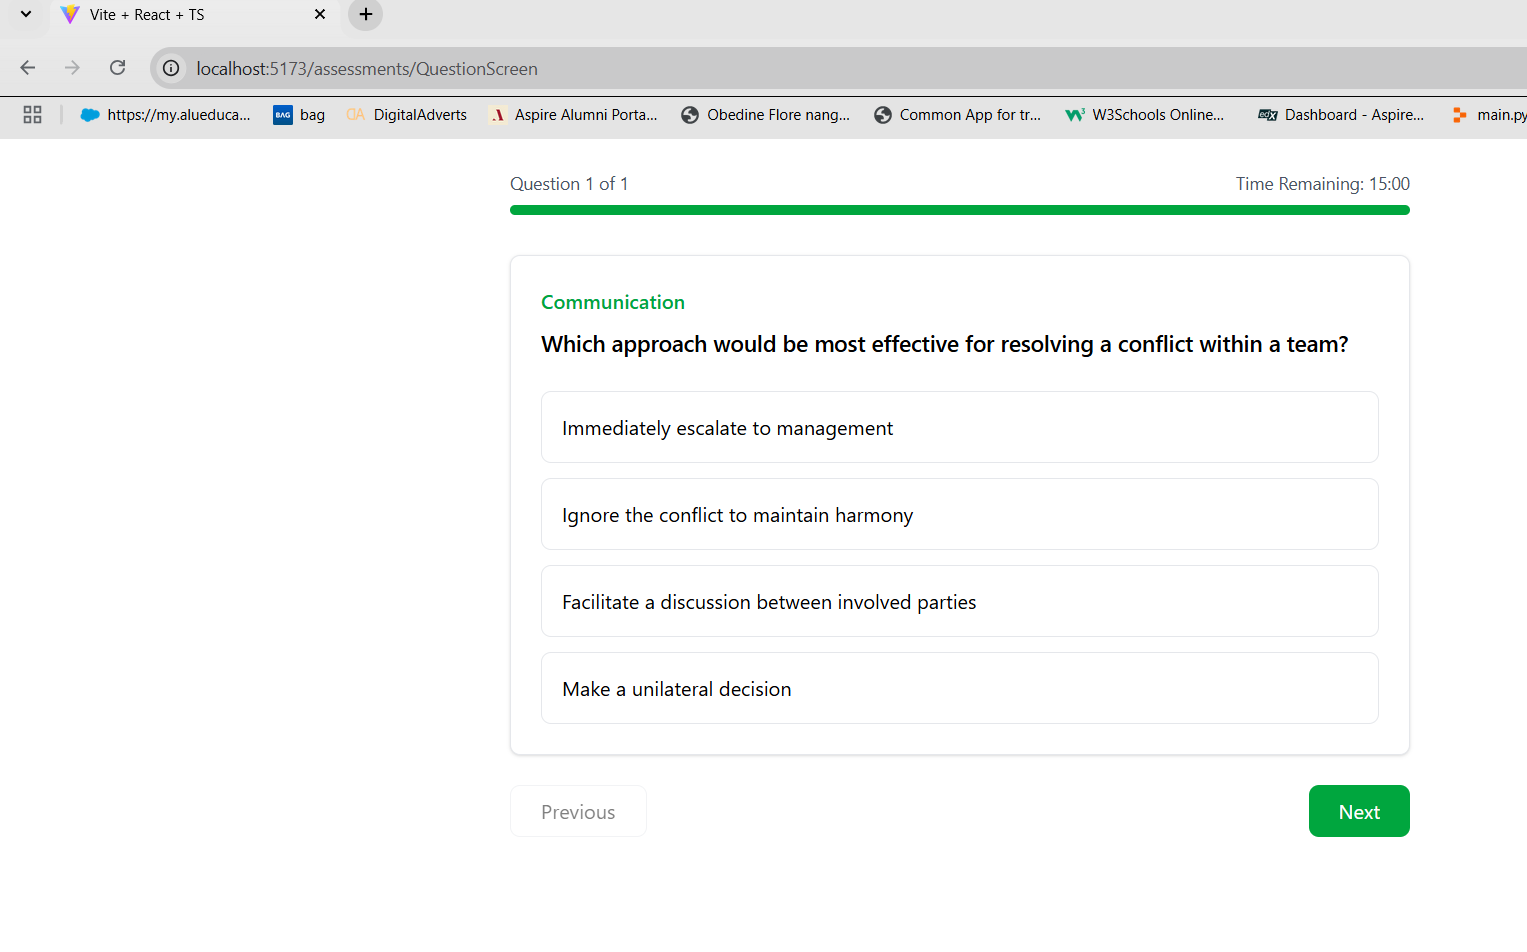 Vite + React + TS
localhost:5173/assessments/QuestionScreen
https://my.alueduca... BAG bag DA DigitalAdverts Aspire Alumni Porta... Obedine Flore nang... Common App for tr... W3Schools Online... edX Dashboard - Aspire... main.py
Question 1 of 1 Time Remaining: 15:00
Communication
Which approach would be most effective for resolving a conflict within a team?
Immediately escalate to management
Ignore the conflict to maintain harmony
Facilitate a discussion between involved parties
Make a unilateral decision
Previous Next